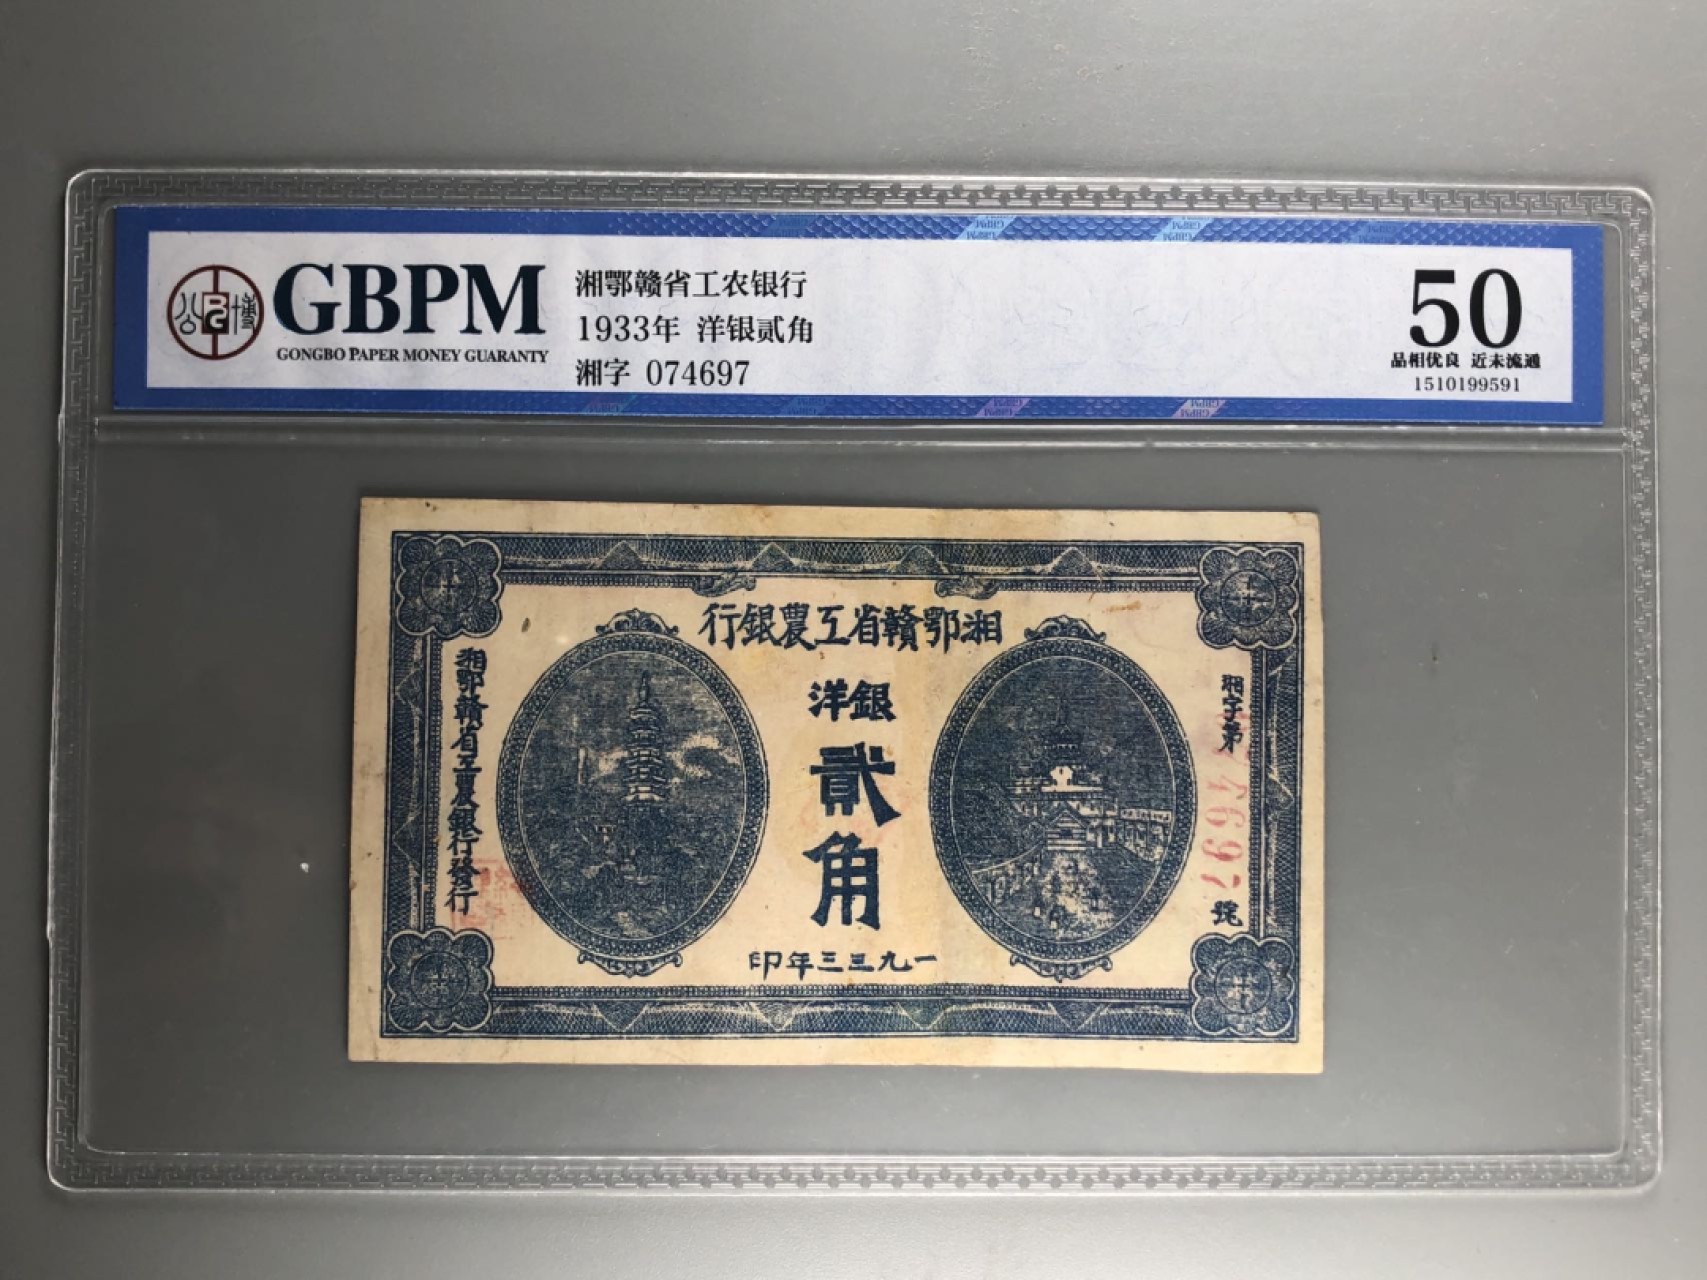 公博
GBPM
GONGBO PAPER MONEY GUARANTY
湘鄂赣省工农银行
1933年 洋银贰角
湘字 074697
50
品相优良 近未流通
1510199591
行銀農工省贛鄂湘
洋銀
貳角
印年三三九一
湘鄂贛省工農銀行發行
湘字第
74697
號